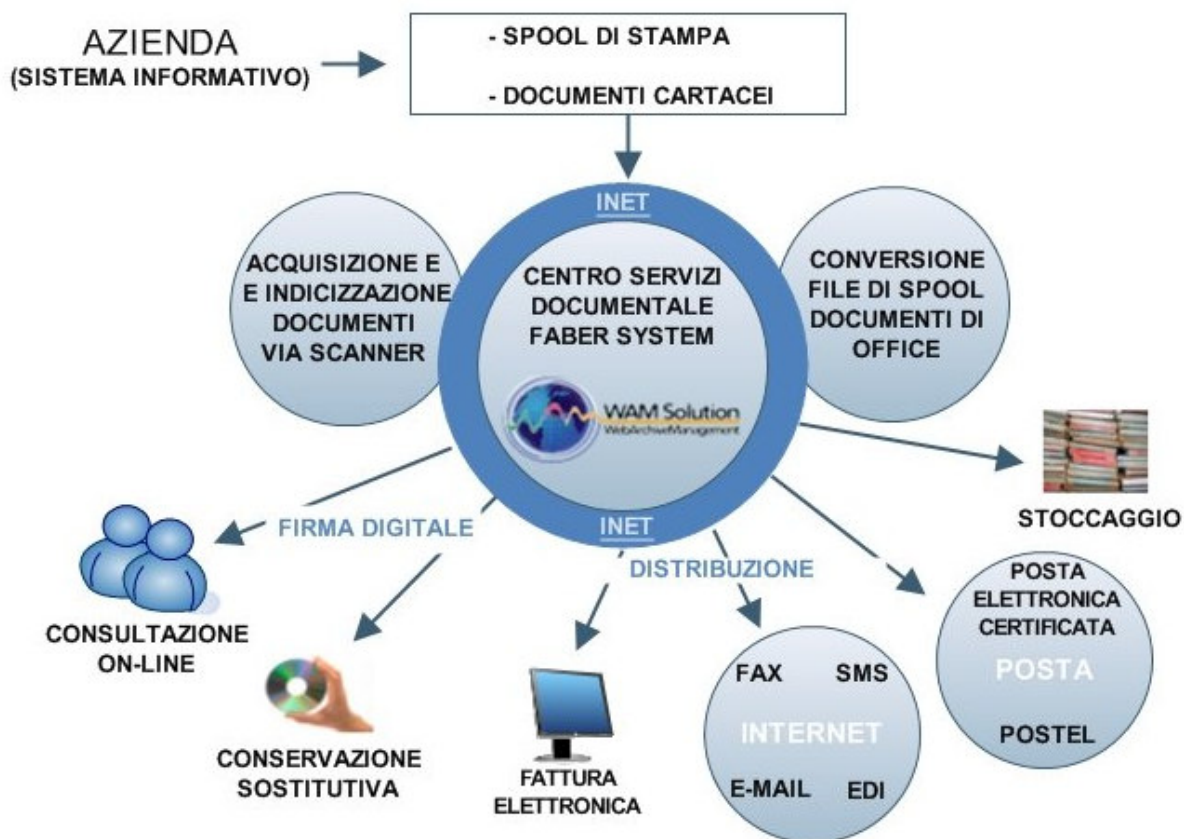 AZIENDA
(SISTEMA INFORMATIVO)
- SPOOL DI STAMPA
- DOCUMENTI CARTACEI
INET
ACQUISIZIONE E
E INDICIZZAZIONE
DOCUMENTI
VIA SCANNER
CENTRO SERVIZI
DOCUMENTALE
FABER SYSTEM
WAM Solution
WebArchiveManagement
CONVERSIONE
FILE DI SPOOL
DOCUMENTI DI
OFFICE
INET
FIRMA DIGITALE
DISTRIBUZIONE
STOCCAGGIO
CONSULTAZIONE
ON-LINE
CONSERVAZIONE
SOSTITUTIVA
FATTURA
ELETTRONICA
FAX SMS
INTERNET
E-MAIL EDI
POSTA
ELETTRONICA
CERTIFICATA
POSTA
POSTEL